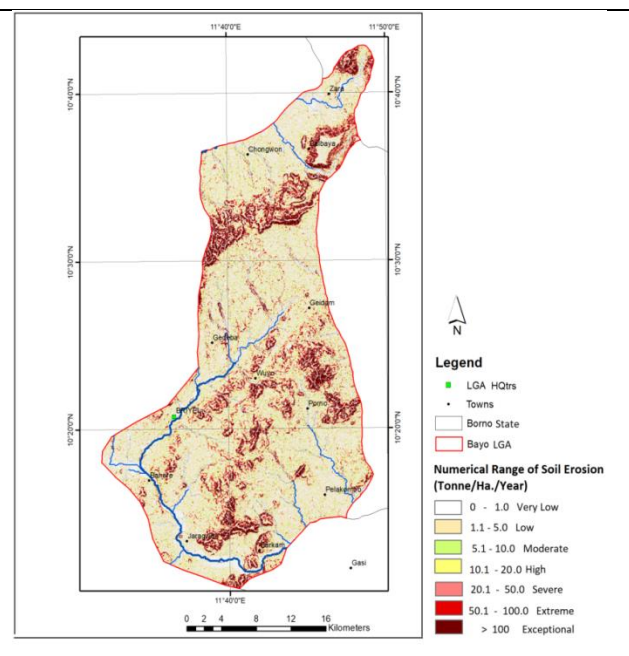 11°40'0"E 11°50'0"E
10°40'0"N 10°40'0"N
Zara
Chongwon
10°30'0"N 10°30'0"N
Geidam
Wuyo
Pomo
10°20'0"N 10°20'0"N
Gasi
11°40'0"E
0 2 4 8 12 16
Kilometers
N
Legend
LGA HQtrs
Towns
Borno State
Bayo LGA
Numerical Range of Soil Erosion
(Tonne/Ha./Year)
0 - 1.0 Very Low
1.1 - 5.0 Low
5.1 - 10.0 Moderate
10.1 - 20.0 High
20.1 - 50.0 Severe
50.1 - 100.0 Extreme
> 100 Exceptional